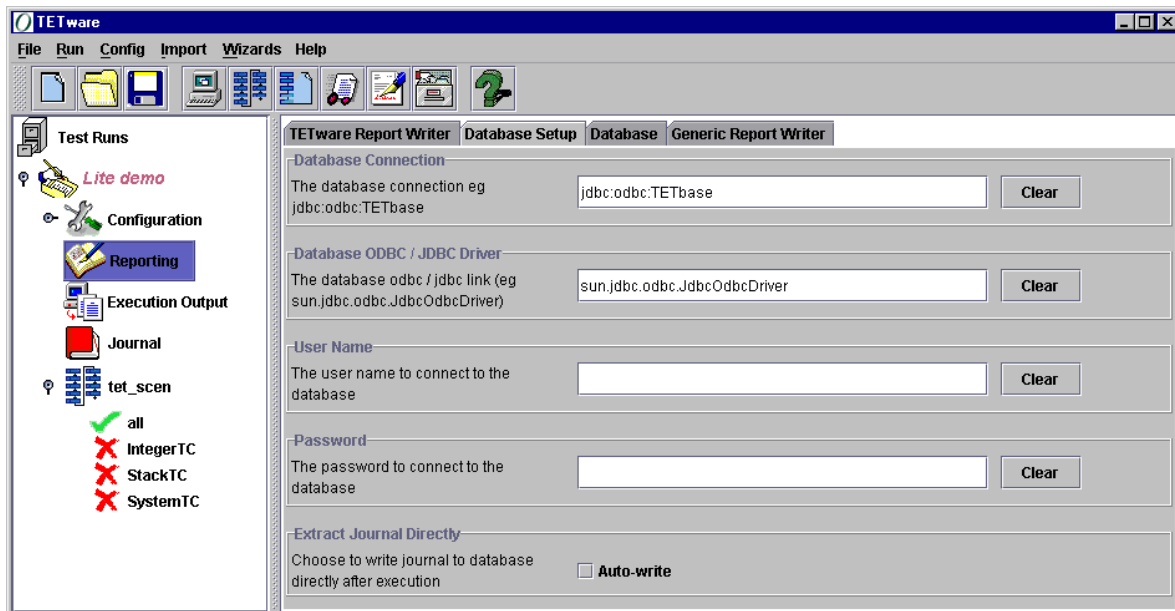 TETware
File Run Config Import Wizards Help
Test Runs
Lite demo
Configuration
Reporting
Execution Output
Journal
tet_scen
all
IntegerTC
StackTC
SystemTC
TETware Report Writer Database Setup Database Generic Report Writer
Database Connection
The database connection eg
jdbc:odbc:TETbase
jdbc:odbc:TETbase
Clear
Database ODBC / JDBC Driver
The database odbc / jdbc link (eg
sun.jdbc.odbc.JdbcOdbcDriver)
sun.jdbc.odbc.JdbcOdbcDriver
Clear
User Name
The user name to connect to the
database
Clear
Password
The password to connect to the
database
Clear
Extract Journal Directly
Choose to write journal to database
directly after execution
Auto-write